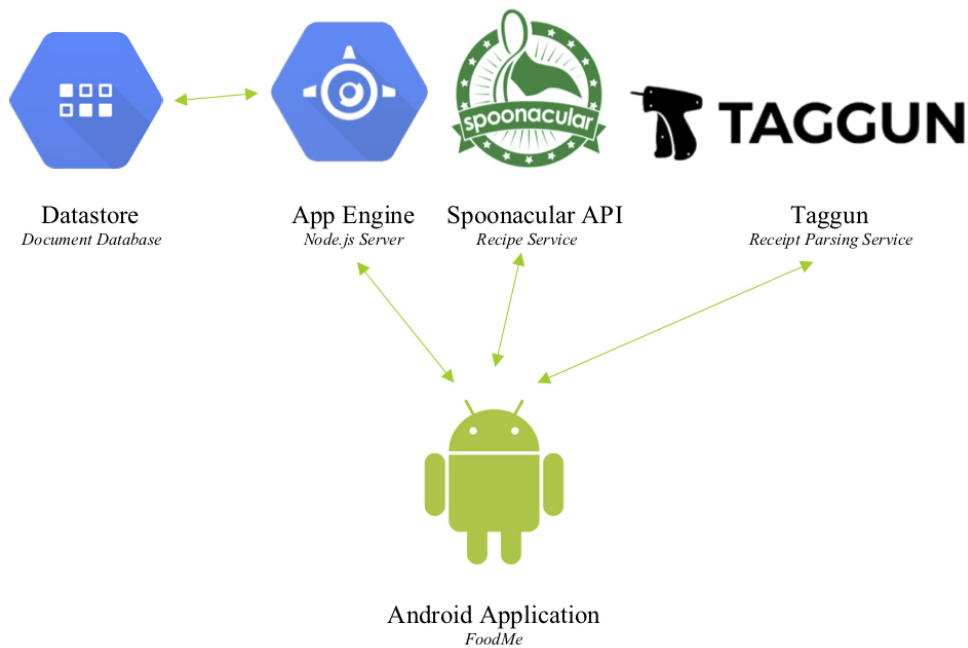 spoonacular
TAGGUN
Datastore
Document Database
App Engine
Node.js Server
Spoonacular API
Recipe Service
Taggun
Receipt Parsing Service
Android Application
FoodMe